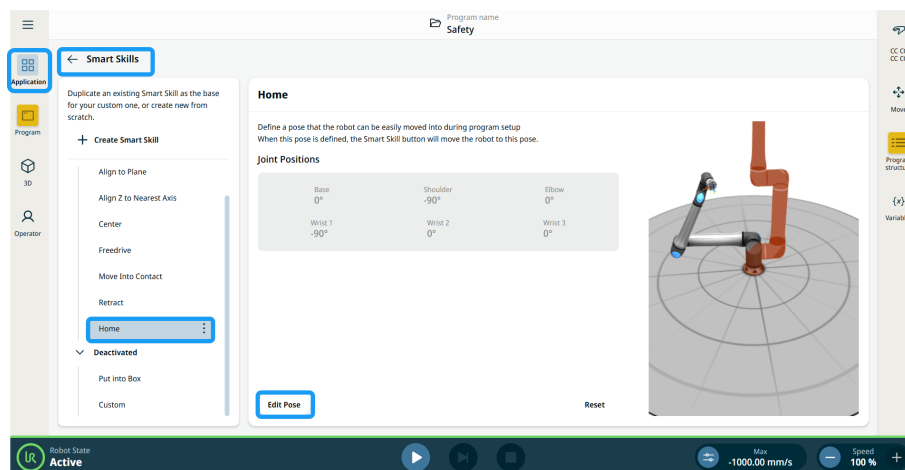 Program name
Safety
Application
Program
3D
Operator
← Smart Skills
Duplicate an existing Smart Skill as the base
for your custom one, or create new from
scratch.
+ Create Smart Skill
Align to Plane
Align Z to Nearest Axis
Center
Freedrive
Move Into Contact
Retract
Home
Deactivated
Put into Box
Custom
Home
Define a pose that the robot can be easily moved into during program setup
When this pose is defined, the Smart Skill button will move the robot to this pose.
Joint Positions
Base Shoulder Elbow
0° -90° 0°
Wrist 1 Wrist 2 Wrist 3
-90° 0° 0°
Edit Pose
Reset
Move
{x}
UR
Robot State
Active
Max
-1000.00 mm/s
Speed
100 %